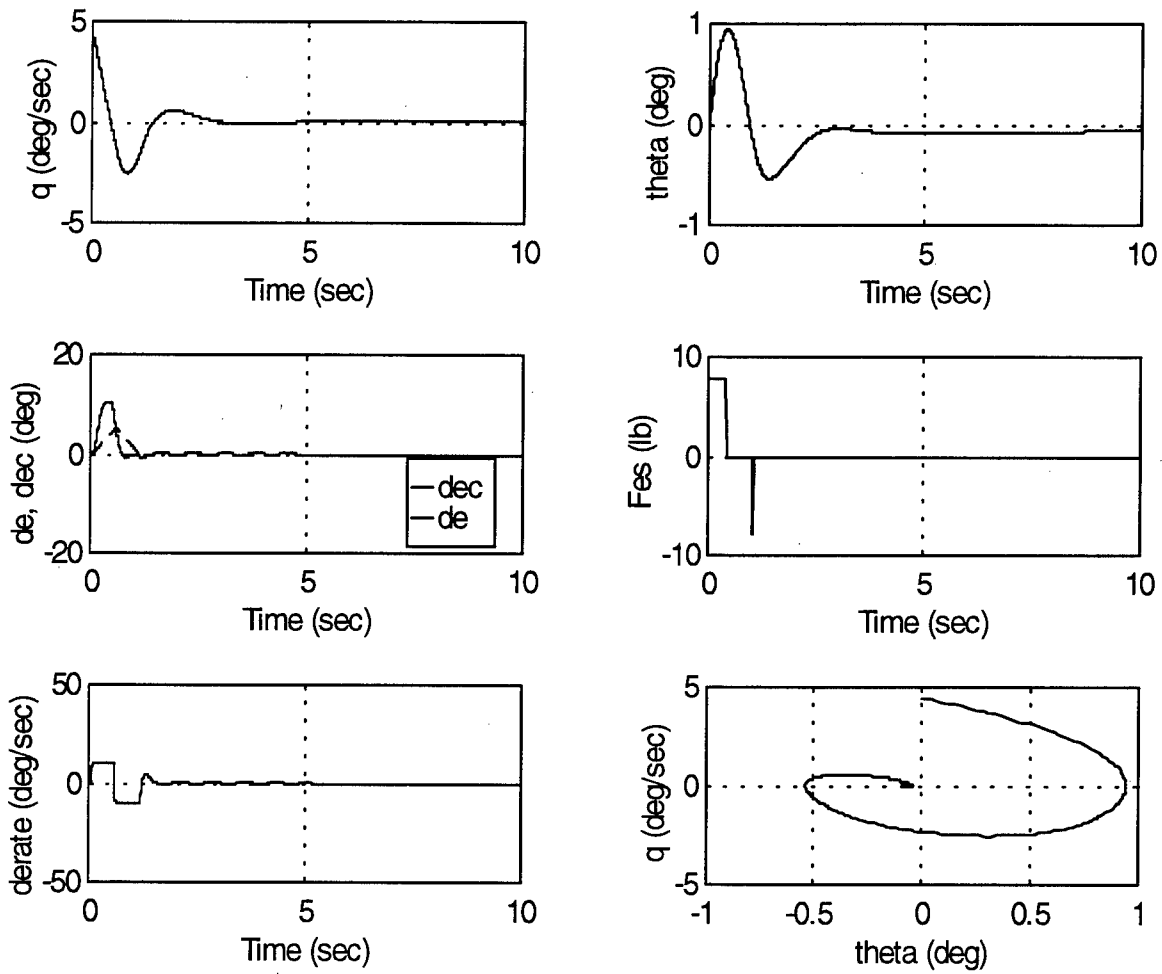 5
0
-5
q (deg/sec)
0
5
10
Time (sec)
1
0
-1
theta (deg)
0
5
10
Time (sec)
20
0
-20
de, dec (deg)
dec
de
0
5
10
Time (sec)
10
0
-10
Fes (lb)
0
5
10
Time (sec)
50
0
-50
derate (deg/sec)
0
5
10
Time (sec)
5
0
-5
q (deg/sec)
-1
-0.5
0
0.5
1
theta (deg)